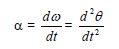 α = dω/dt = d²θ/dt²